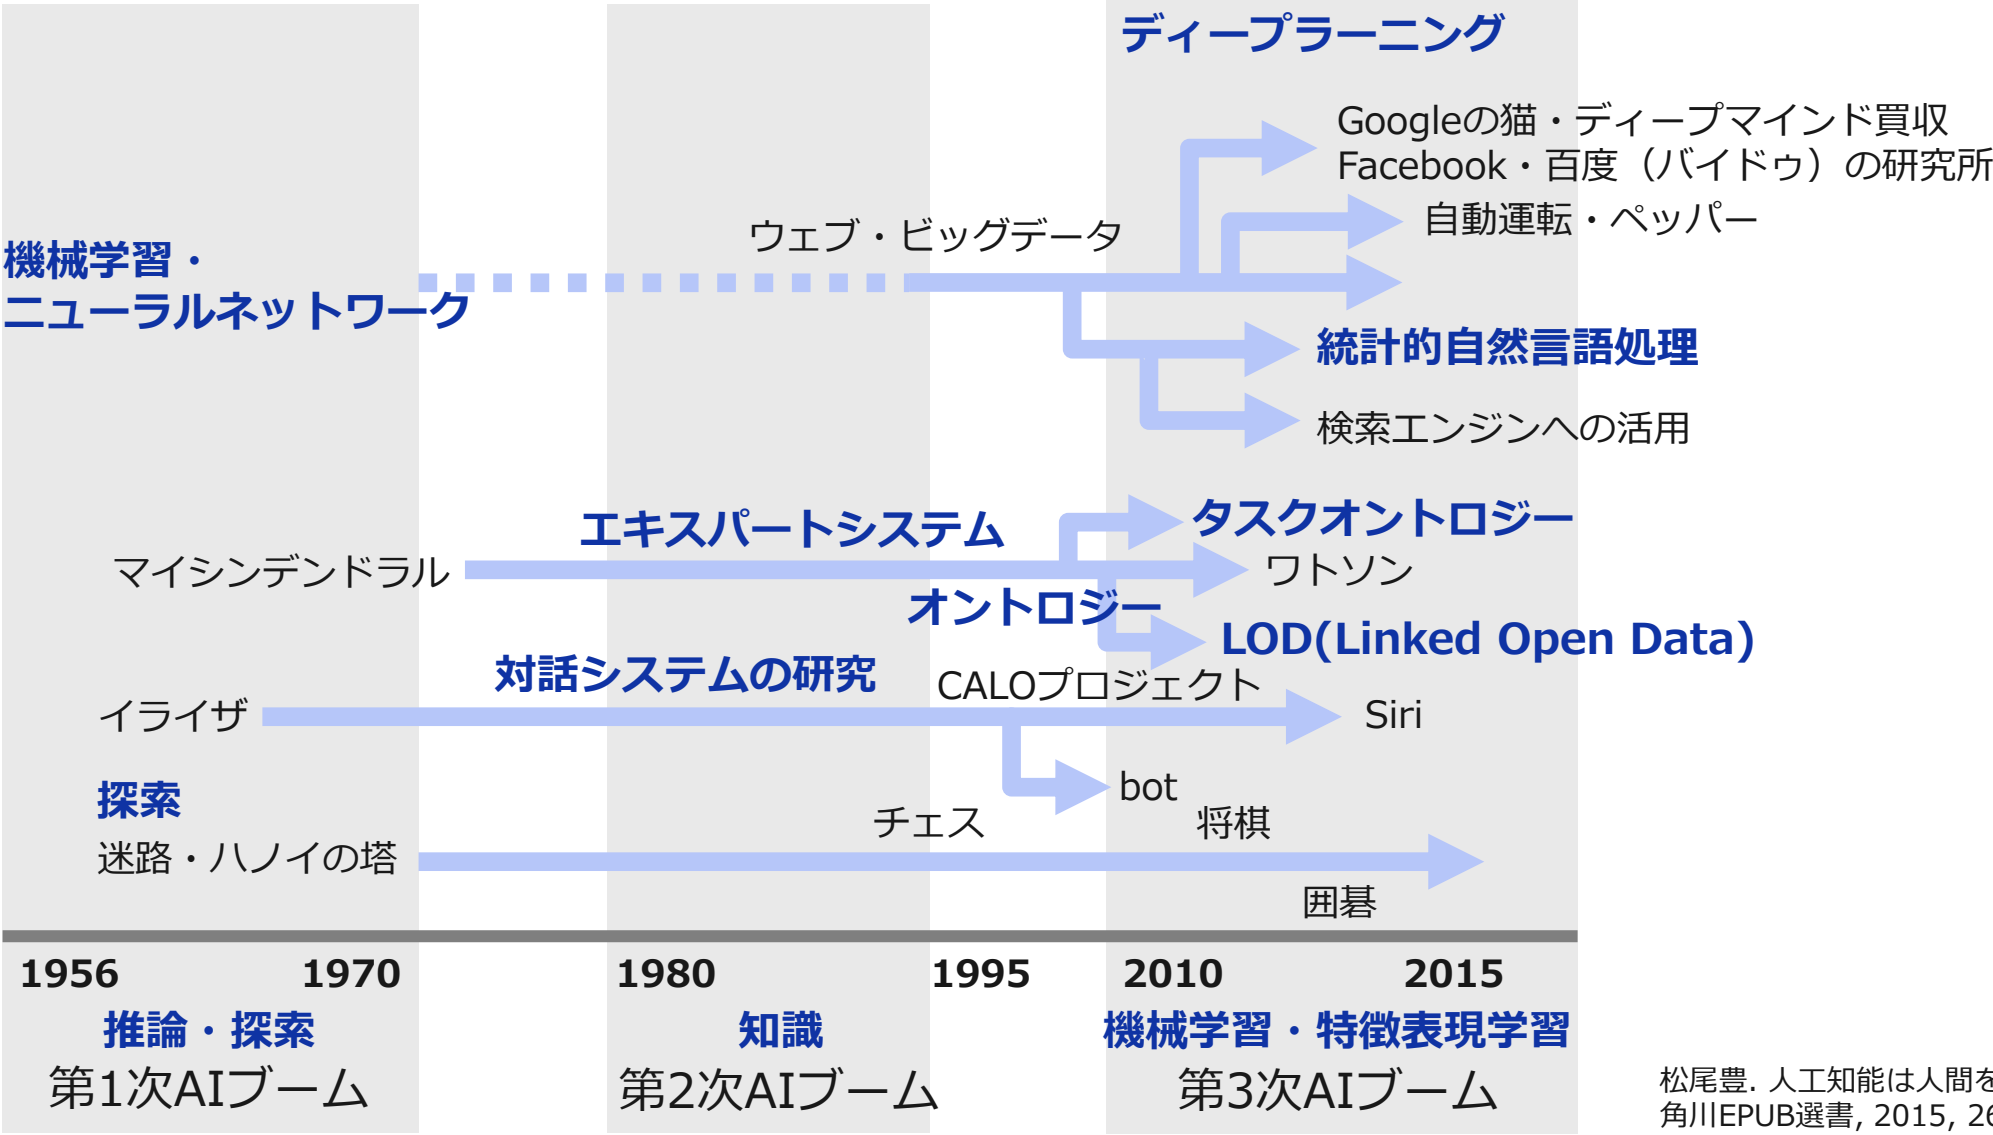 ディープラーニング
Googleの猫・ディープマインド買収
Facebook・百度（バイドゥ）の研究所
自動運転・ペッパー
ウェブ・ビッグデータ
機械学習・
ニューラルネットワーク
統計的自然言語処理
検索エンジンへの活用
エキスパートシステム
タスクオントロジー
マイシンデンドラル
ワトソン
オントロジー
LOD(Linked Open Data)
対話システムの研究
CALOプロジェクト
イライザ
Siri
探索
bot
チェス
将棋
迷路・ハノイの塔
囲碁
1956 1970 1980 1995 2010 2015
推論・探索 知識 機械学習・特徴表現学習
第1次AIブーム 第2次AIブーム 第3次AIブーム
松尾豊. 人工知能は人間を
角川EPUB選書, 2015, 26